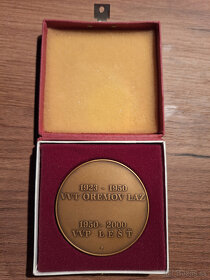 1923 - 1950
VVT OREMOV LAZ
1950 - 2000
VVP LEŠŤ